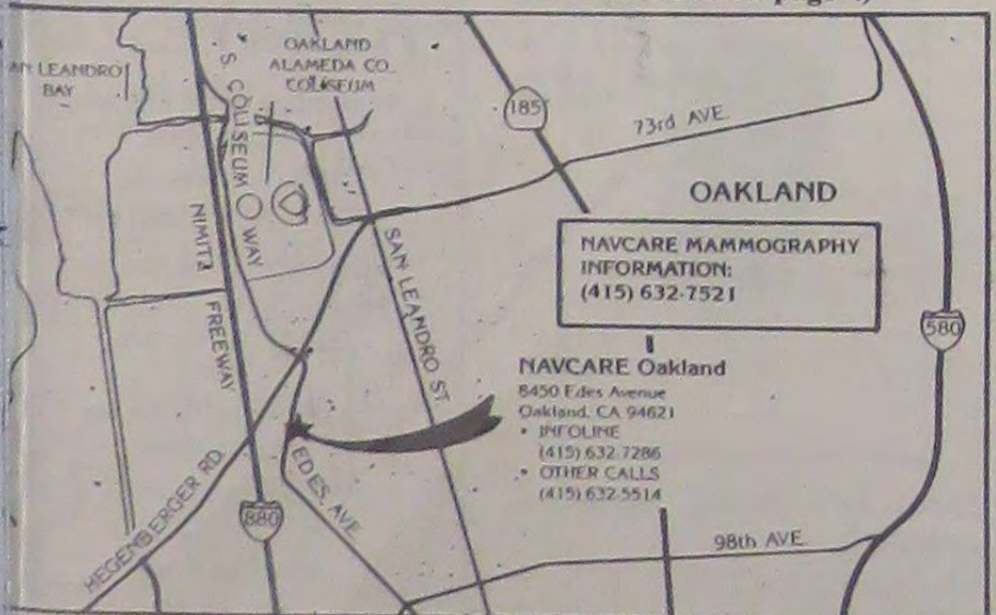 OAKLAND
ALAMEDA CO.
COLISEUM
AN LEANDRO
BAY
S. COLISEUM WAY
185
73rd AVE.
OAKLAND
NIMITZ FREEWAY
SAN LEANDRO ST.
NAVCARE MAMMOGRAPHY
INFORMATION:
(415) 632-7521
580
NAVCARE Oakland
8450 Edes Avenue
Oakland, CA 94621
• INFOLINE
(415) 632-7286
• OTHER CALLS
(415) 632-5514
HEGENBERGER RD
EDES AVE
880
98th AVE.